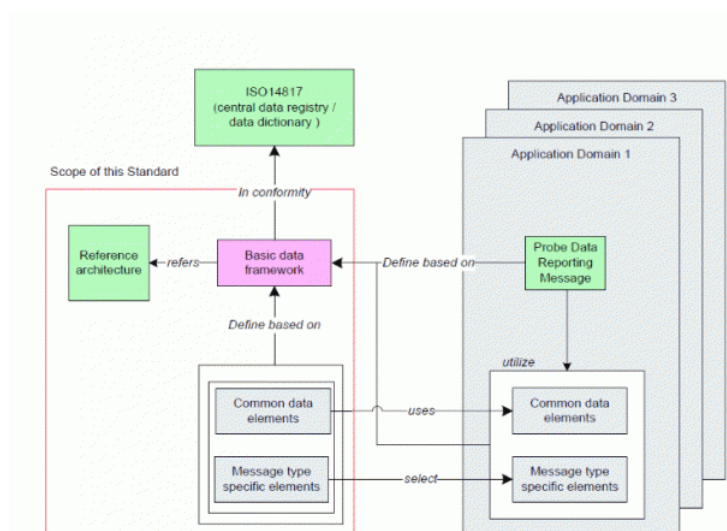 ISO14817
(central data registry /
data dictionary )
Application Domain 3
Application Domain 2
Application Domain 1
Scope of this Standard
In conformity
Reference
architecture
refers
Basic data
framework
Define based on
Probe Data
Reporting
Message
Define based on
utilize
Common data
elements
uses
Common data
elements
Message type
specific elements
select
Message type
specific elements